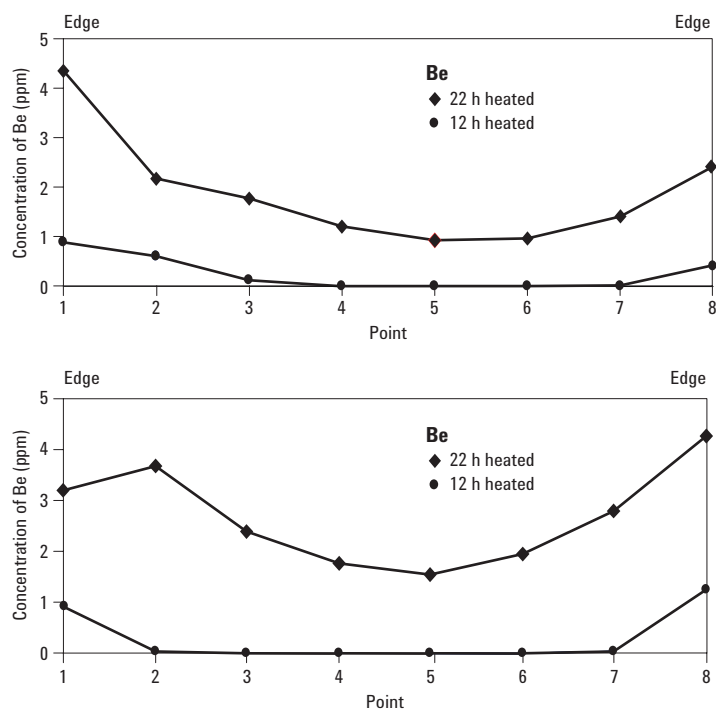 Edge Edge
5
4
3
2
1
0
Concentration of Be (ppm)
Be
22 h heated
12 h heated
1 2 3 4 5 6 7 8
Point
Edge Edge
5
4
3
2
1
0
Concentration of Be (ppm)
Be
22 h heated
12 h heated
1 2 3 4 5 6 7 8
Point